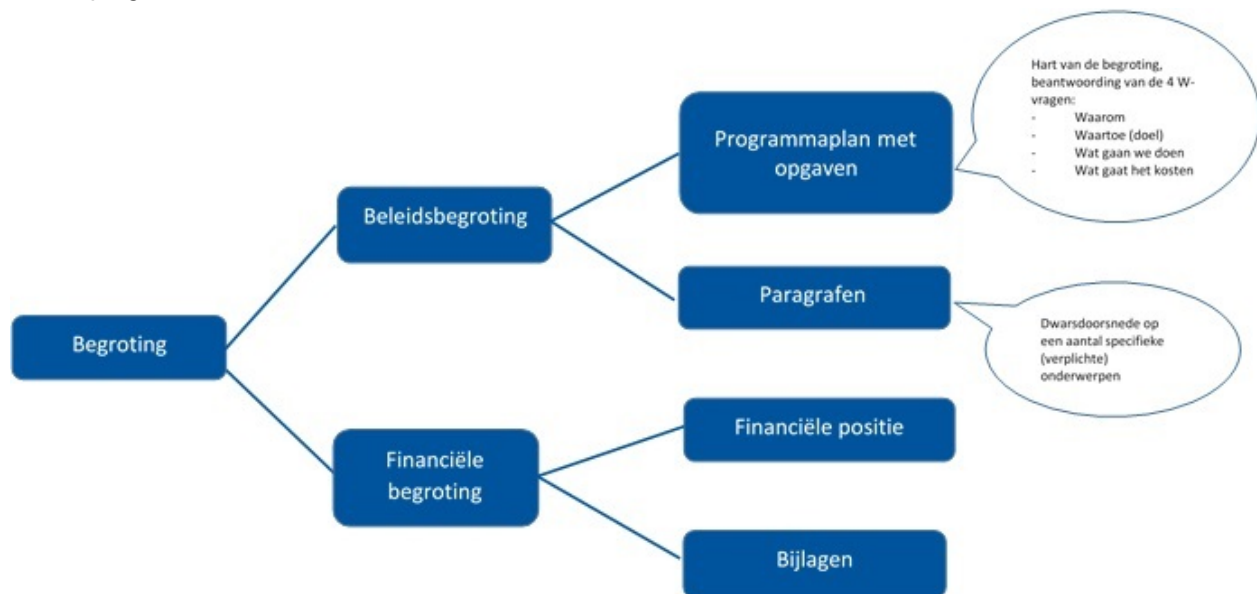 Hart van de begroting,
beantwoording van de 4 W-
vragen:
- Waarom
- Waartoe (doel)
- Wat gaan we doen
- Wat gaat het kosten
Programmaplan met
opgaven
Beleidsbegroting
Paragrafen
Dwarsdoorsnede op
een aantal specifieke
(verplichte)
onderwerpen
Begroting
Financiële positie
Financiële
begroting
Bijlagen